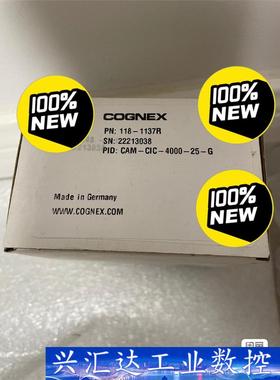 COGNEX
PN: 118-1137R
SN: 22213038
PID: CAM-CIC-4000-25-G
Made in Germany
WWW.COGNEX.COM
100%
NEW
100%
NEW
100%
NEW
兴汇达工业数控